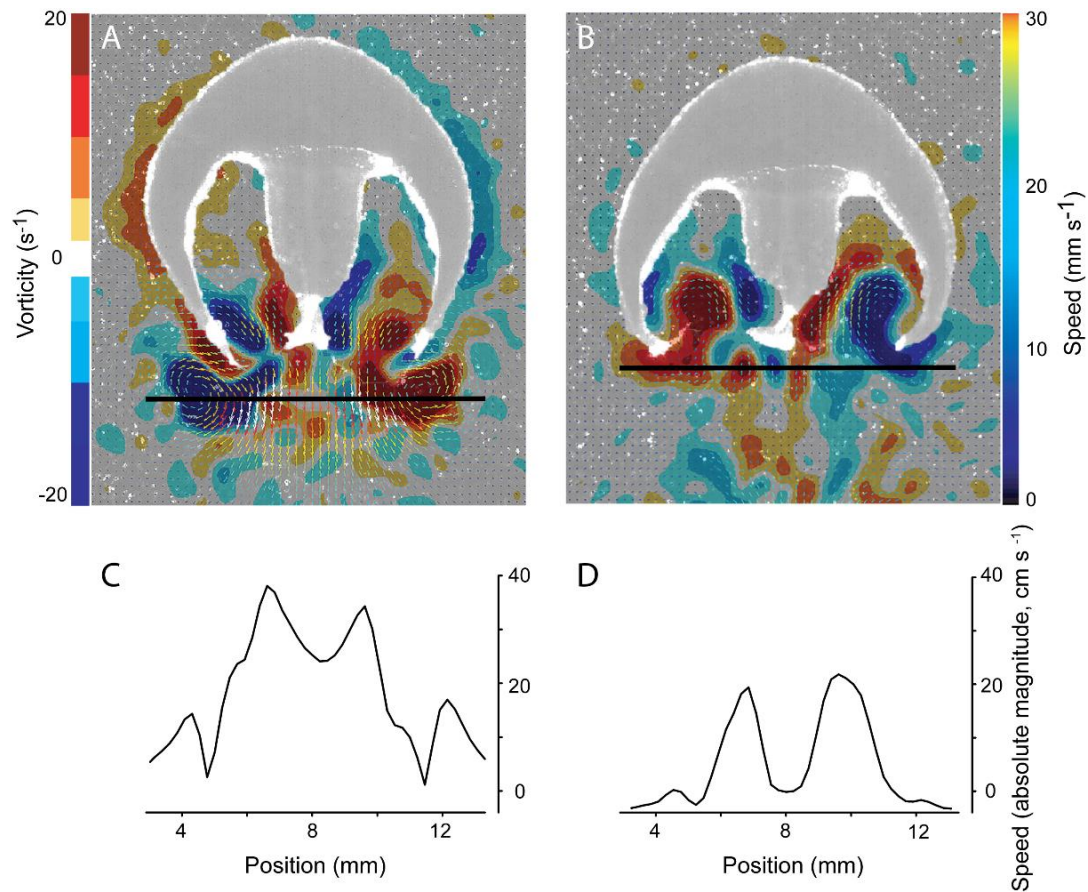 A
B
20
Vorticity (s-1)
0
-20
30
20
10
0
Speed (mm s-1)
C
40
20
0
4 8 12
Position (mm)
D
40
20
0
4 8 12
Position (mm)
Speed (absolute magnitude, cm s-1)